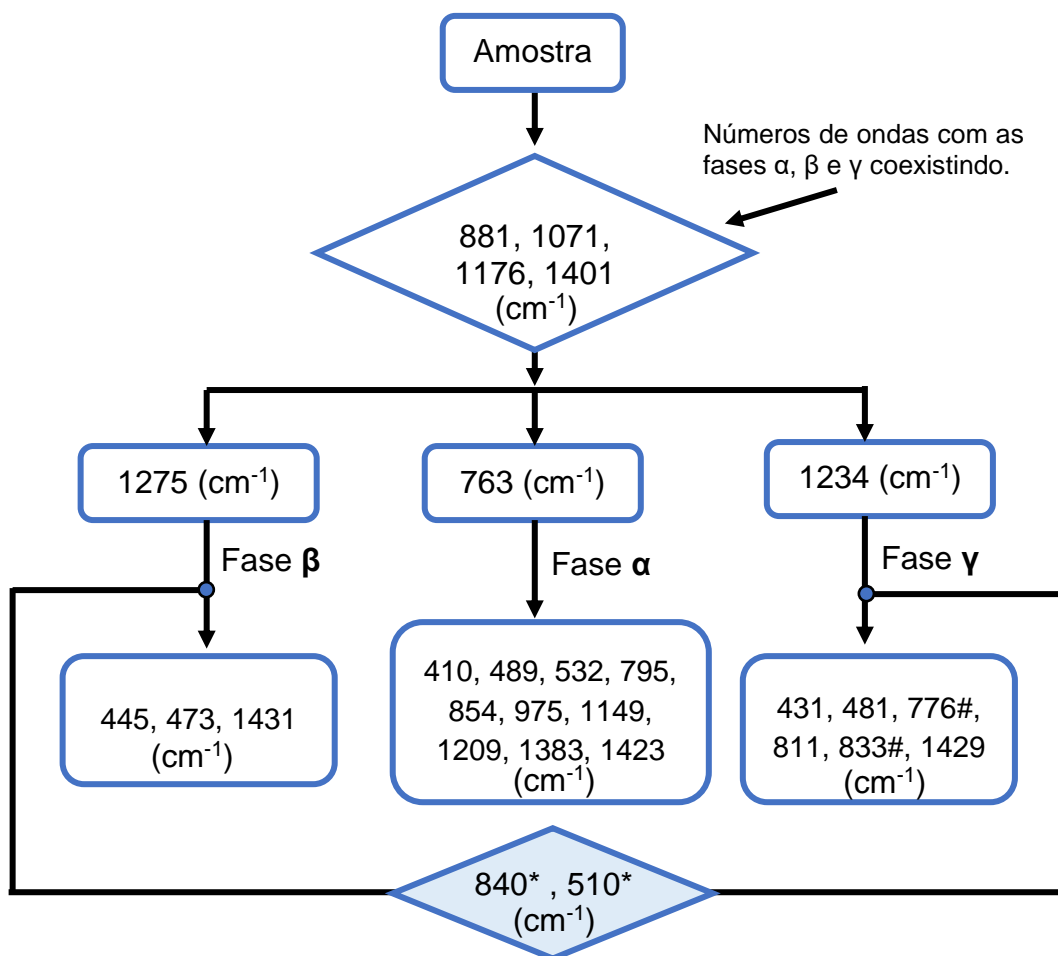 Amostra
Números de ondas com as
fases α, β e γ coexistindo.
881, 1071,
1176, 1401
(cm⁻¹)
1275 (cm⁻¹)
763 (cm⁻¹)
1234 (cm⁻¹)
Fase β
Fase α
Fase γ
445, 473, 1431
(cm⁻¹)
410, 489, 532, 795,
854, 975, 1149,
1209, 1383, 1423
(cm⁻¹)
431, 481, 776#,
811, 833#, 1429
(cm⁻¹)
840* , 510*
(cm⁻¹)